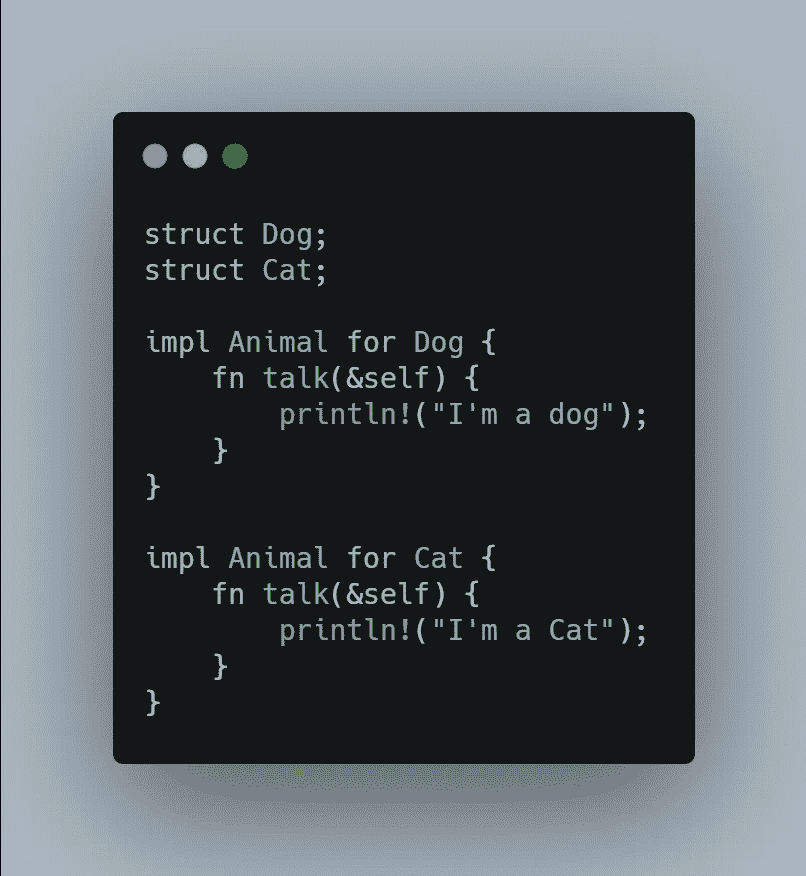 struct Dog;
struct Cat;

impl Animal for Dog {
    fn talk(&self) {
        println!("I'm a dog");
    }
}

impl Animal for Cat {
    fn talk(&self) {
        println!("I'm a Cat");
    }
}